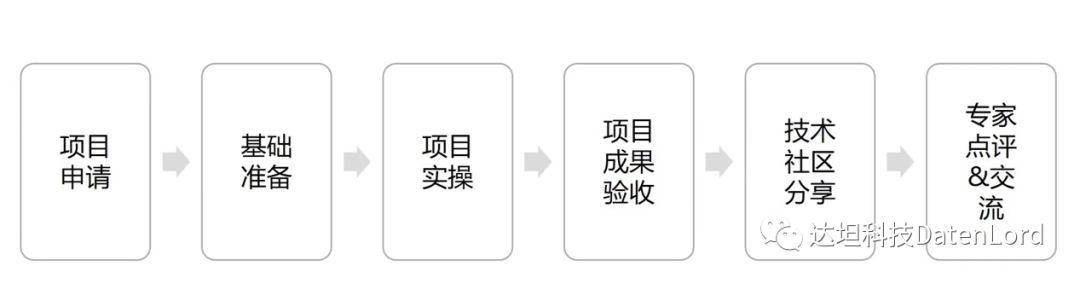 项目
申请
基础
准备
项目
实操
项目
成果
验收
技术
社区
分享
专家
点评
&交
流
达坦科技DatenLord